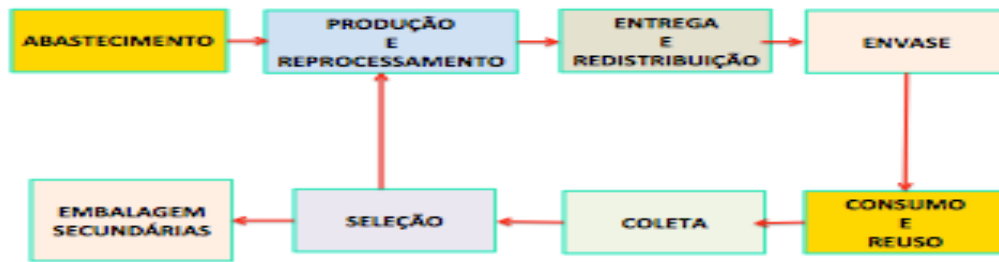 ABASTECIMENTO
PRODUÇÃO
E
REPROCESSAMENTO
ENTREGA
E
REDISTRIBUIÇÃO
ENVASE
EMBALAGEM
SECUNDÁRIAS
SELEÇÃO
COLETA
CONSUMO
E
REUSO